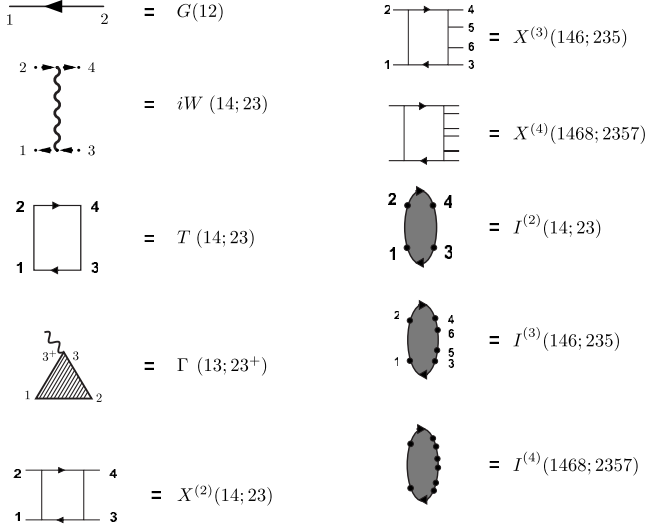 1 2 = G(12)
2 4 1 3 = iW (14; 23)
2 4 1 3 = T (14; 23)
3+ 3 1 2 = Γ (13; 23⁺)
2 4 1 3 = X⁽²⁾(14; 23)
2 4 5 6 1 3 = X⁽³⁾(146; 235)
= X⁽⁴⁾(1468; 2357)
2 4 1 3 = I⁽²⁾(14; 23)
2 4 6 5 1 3 = I⁽³⁾(146; 235)
= I⁽⁴⁾(1468; 2357)